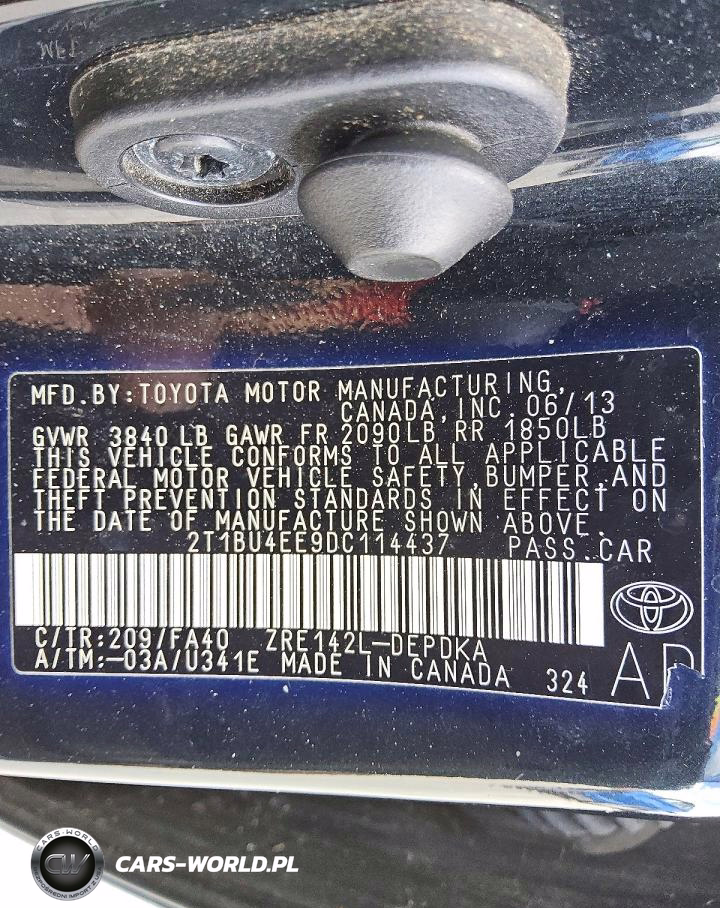 MFD.BY:TOYOTA MOTOR MANUFACTURING,
CANADA, INC. 06/13
GVWR 3840 LB GAWR FR 2090LB RR 1850LB
THIS VEHICLE CONFORMS TO ALL APPLICABLE
FEDERAL MOTOR VEHICLE SAFETY, BUMPER, AND
THEFT PREVENTION STANDARDS IN EFFECT ON
THE DATE OF MANUFACTURE SHOWN ABOVE.
2T1BU4EE9DC114437 PASS.CAR
C/TR:209/FA40 ZRE142L-DEPDKA
A/TM:-03A/U341E MADE IN CANADA 324
CARS-WORLD
CW
CARS-WORLD.PL